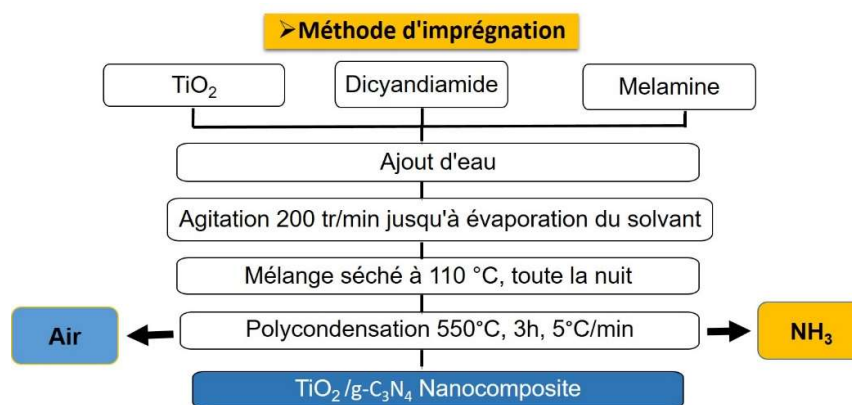 ➢Méthode d'imprégnation
TiO₂
Dicyandiamide
Melamine
Ajout d'eau
Agitation 200 tr/min jusqu'à évaporation du solvant
Mélange séché à 110 °C, toute la nuit
Air
Polycondensation 550°C, 3h, 5°C/min
NH₃
TiO₂ /g-C₃N₄ Nanocomposite